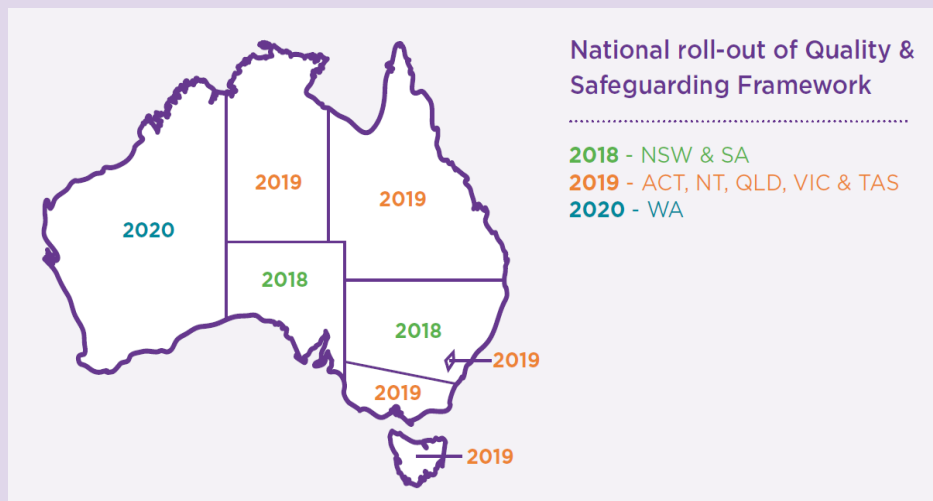 National roll-out of Quality &
Safeguarding Framework
2018 - NSW & SA
2019 - ACT, NT, QLD, VIC & TAS
2020 - WA
2019
2019
2020
2018
2018
2019
2019
2019